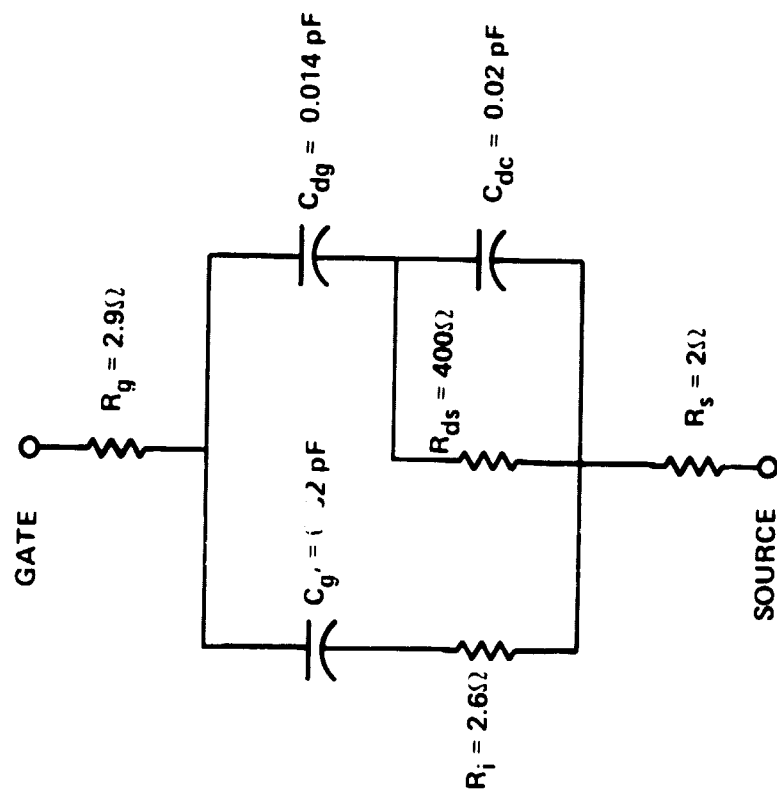 GATE
R_g = 2.9Ω
C_dg = 0.014 pF
R_ds = 400Ω
C_dc = 0.02 pF
R_i = 2.6Ω
R_s = 2Ω
SOURCE